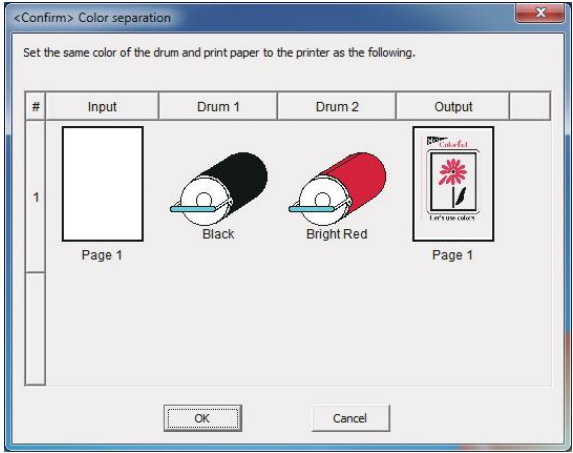 <Confirm> Color separation
Set the same color of the drum and print paper to the printer as the following.
# Input Drum 1 Drum 2 Output
1
Colorful
Let's use colors
Black Bright Red
Page 1 Page 1
OK Cancel